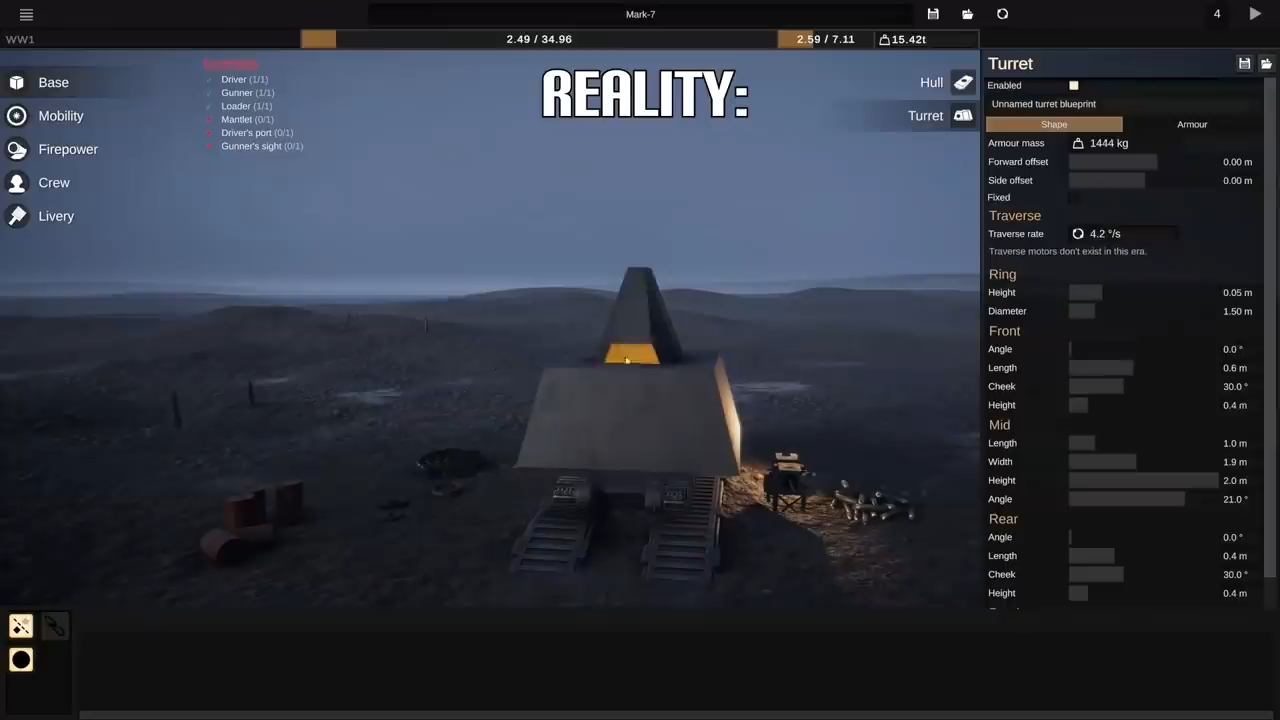 Mark-7
4
WW1
2.49 / 34.96
2.59 / 7.11
15.42t
REALITY:
Base
Mobility
Firepower
Crew
Livery
Driver (1/1)
Gunner (1/1)
Loader (1/1)
Mantlet (0/1)
Driver's port (0/1)
Gunner's sight (0/1)
Hull
Turret
Turret
Enabled
Unnamed turret blueprint
Shape Armour
Armour mass 1444 kg
Forward offset 0.00 m
Side offset 0.00 m
Fixed
Traverse
Traverse rate 4.2 °/s
Traverse motors don't exist in this era.
Ring
Height 0.05 m
Diameter 1.50 m
Front
Angle 0.0 °
Length 0.6 m
Cheek 30.0 °
Height 0.4 m
Mid
Length 1.0 m
Width 1.9 m
Height 2.0 m
Angle 21.0 °
Rear
Angle 0.0 °
Length 0.4 m
Cheek 30.0 °
Height 0.4 m